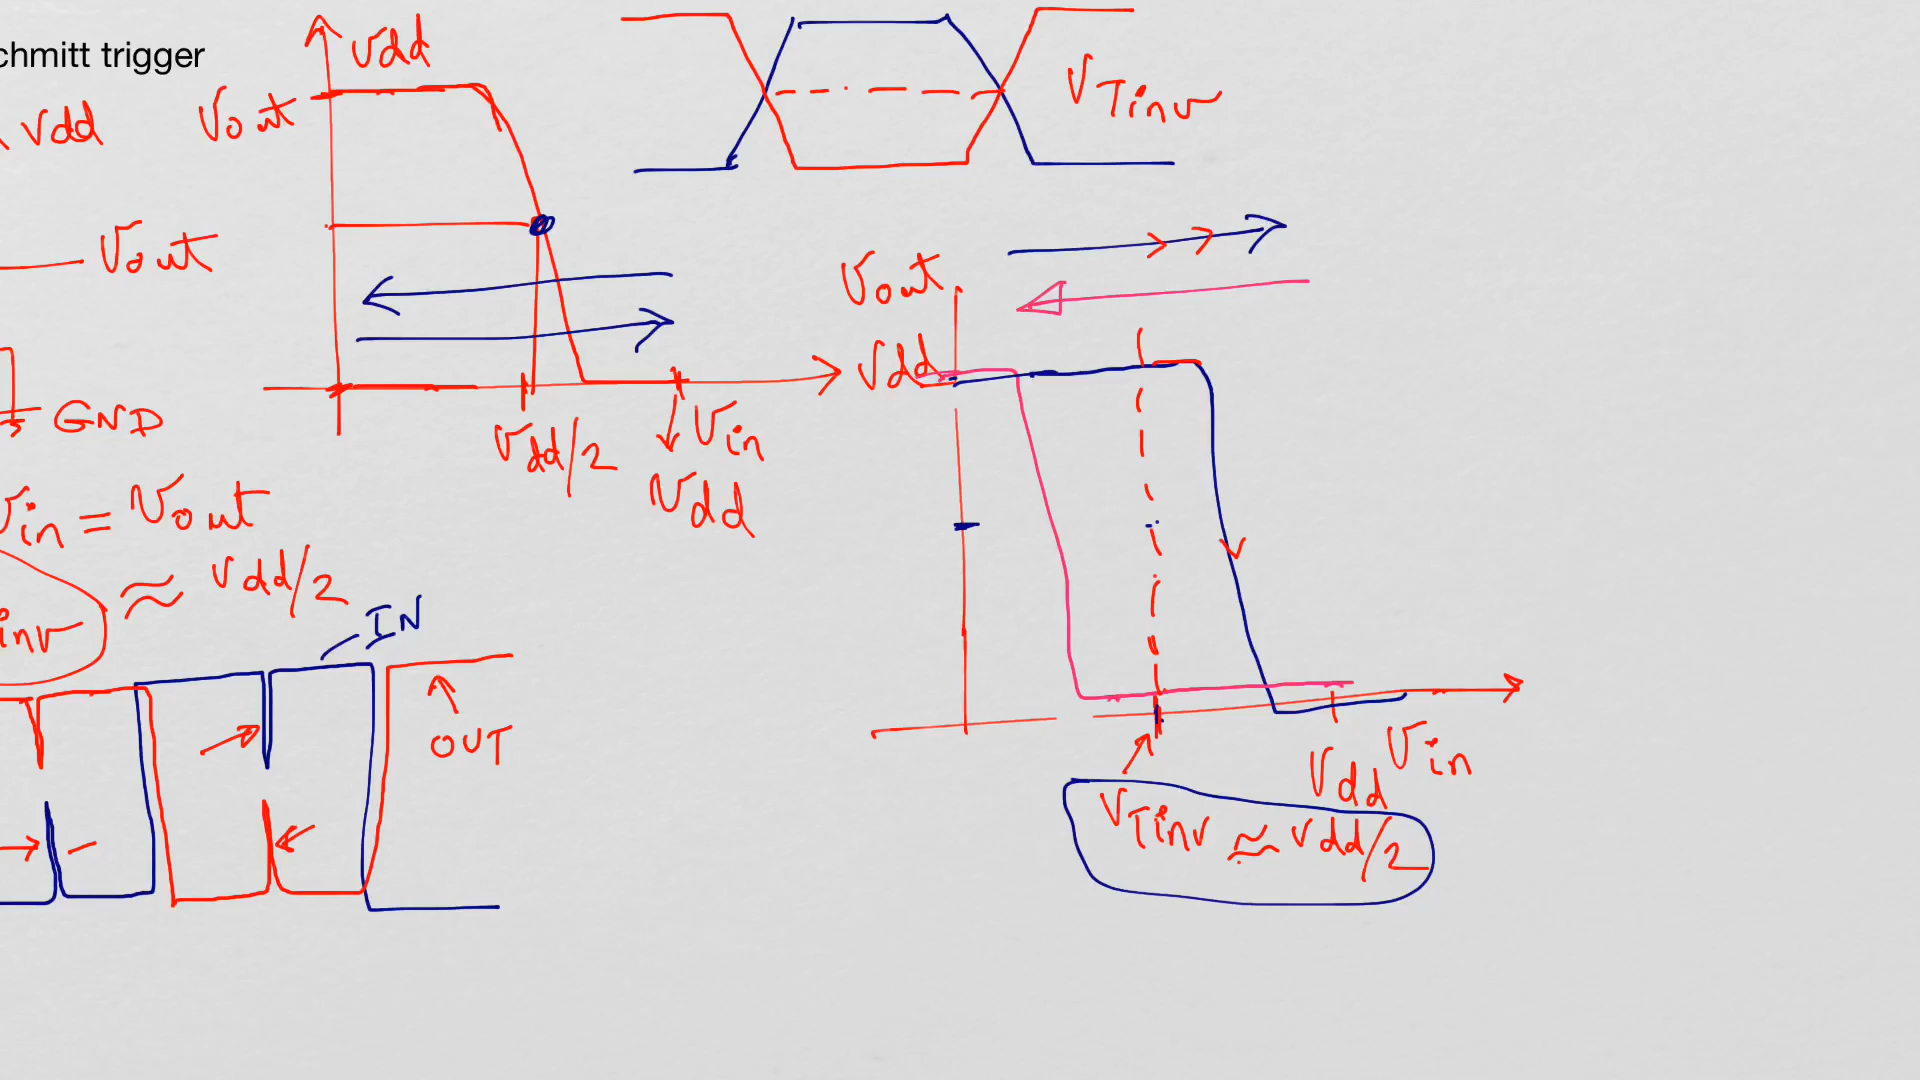 chmitt trigger
Vdd
Vdd
Vout
VTinv
Vout
Vout
Vdd
GND
Vdd/2
Vin
Vdd
Vin = Vout
≈ Vdd/2
inv
IN
OUT
Vdd
Vin
VTinv ≈ Vdd/2